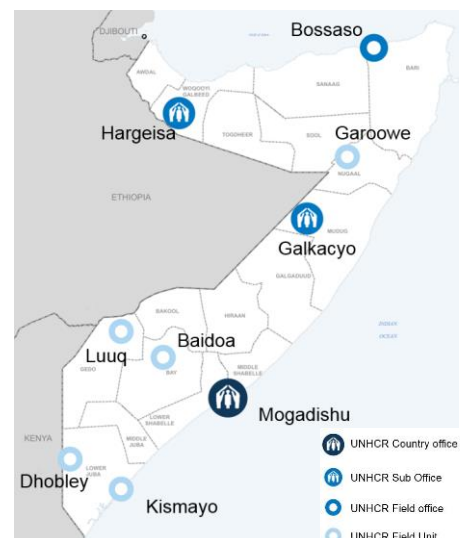 Bossaso
DJIBOUTI
AWDAL
WOQOOYI
GALBEED
SANAAG
BARI
Hargeisa
TOGDHEER
SOOL
Garoowe
NUGAAL
ETHIOPIA
MUDUG
Galkacyo
GALGADUUD
BAKOOL
HIRAAN
INDIAN
OCEAN
Luuq
Baidoa
GEDO
BAY
MIDDLE
SHABELLE
Mogadishu
LOWER
SHABELLE
KENYA
MIDDLE
JUBA
UNHCR Country office
Dhobley
LOWER
JUBA
UNHCR Sub Office
Kismayo
UNHCR Field office
UNHCR Field Unit